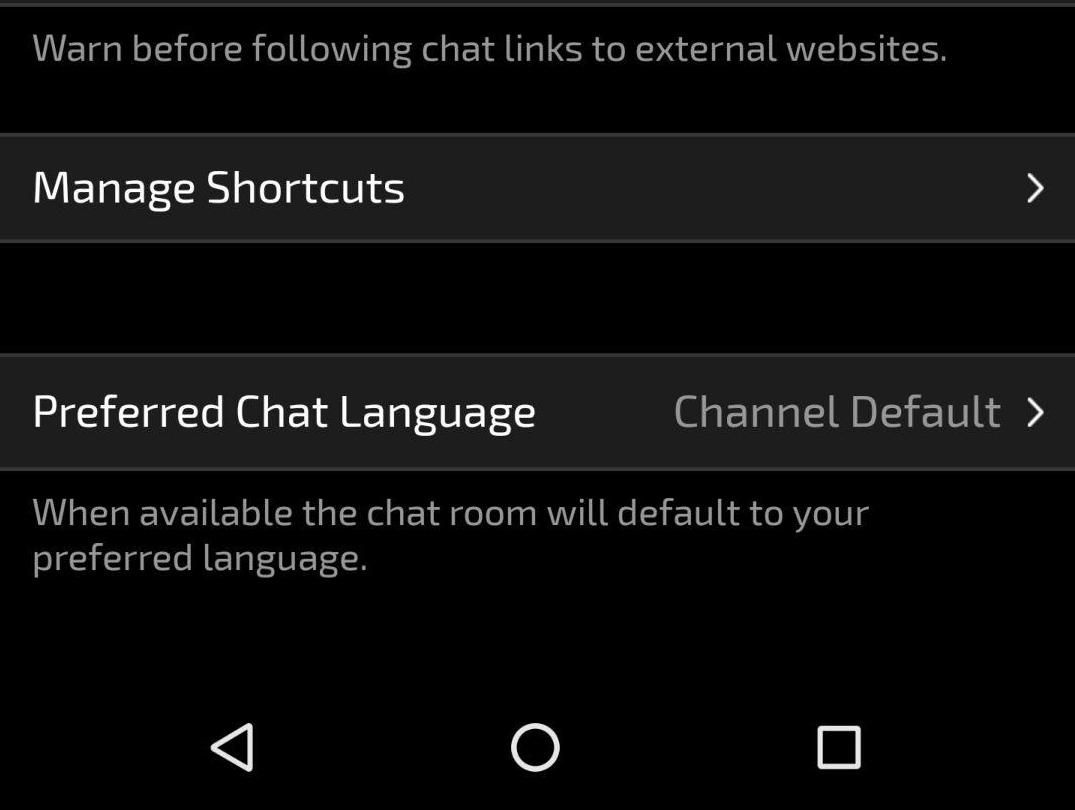 Warn before following chat links to external websites.
Manage Shortcuts
Preferred Chat Language Channel Default
When available the chat room will default to your
preferred language.